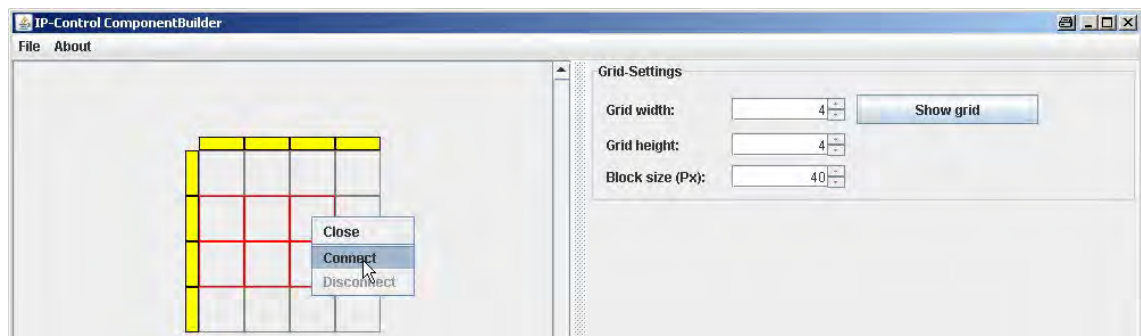 IP-Control ComponentBuilder
File About
Grid-Settings
Grid width: 4 Show grid
Grid height: 4
Block size (Px): 40
Close
Connect
Disconnect